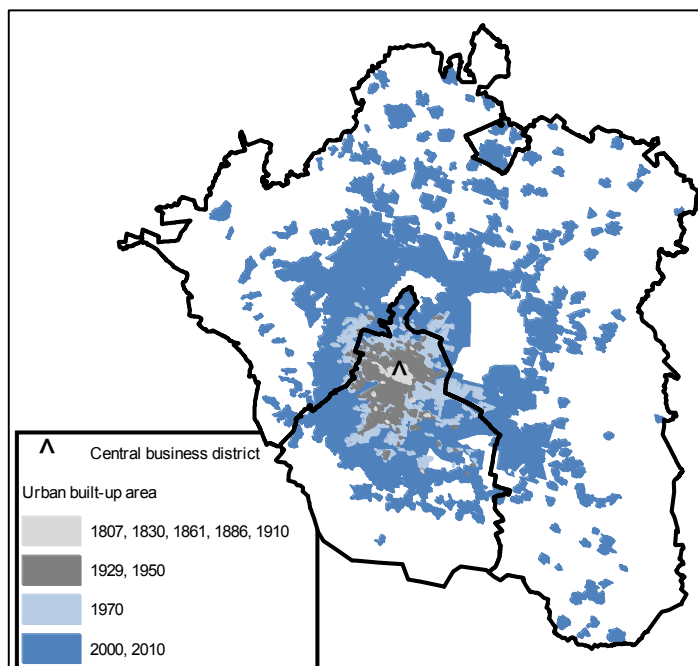 ^ Central business district
Urban built-up area
1807, 1830, 1861, 1886, 1910
1929, 1950
1970
2000, 2010
^